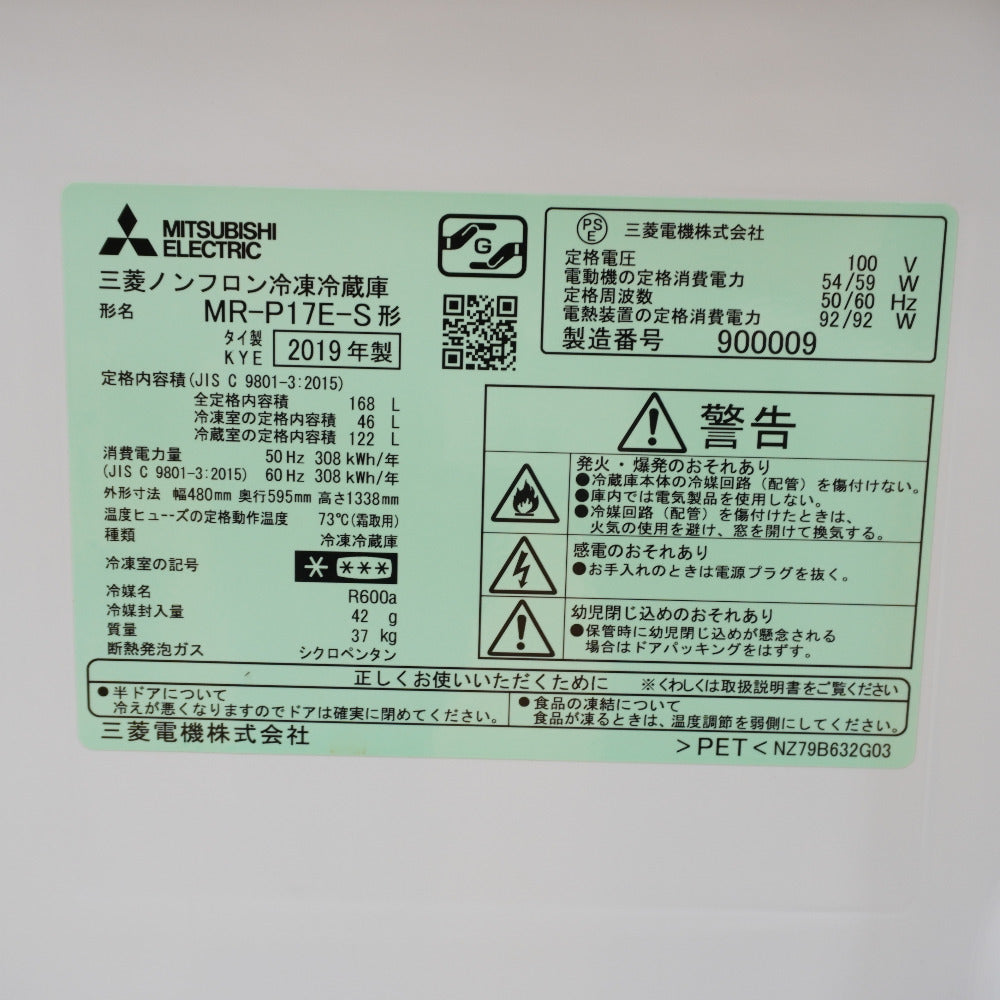 MITSUBISHI
ELECTRIC
三菱ノンフロン冷凍冷蔵庫
形名 MR-P17E-S形
タイ製
KYE 2019年製
定格内容積(JIS C 9801-3:2015)
全定格内容積 168 L
冷凍室の定格内容積 46 L
冷蔵室の定格内容積 122 L
消費電力量 50 Hz 308 kWh/年
(JIS C 9801-3:2015) 60 Hz 308 kWh/年
外形寸法 幅480mm 奥行595mm 高さ1338mm
温度ヒューズの定格動作温度 73℃(霜取用)
種類 冷凍冷蔵庫
冷凍室の記号 * ***
冷媒名 R600a
冷媒封入量 42 g
質量 37 kg
断熱発泡ガス シクロペンタン
G
PS
E
三菱電機株式会社
定格電圧 100 V
電動機の定格消費電力 54/59 W
定格周波数 50/60 Hz
電熱装置の定格消費電力 92/92 W
製造番号 900009
警告
発火・爆発のおそれあり
●冷蔵庫本体の冷媒回路(配管)を傷付けない。
●庫内では電気製品を使用しない。
●冷媒回路(配管)を傷付けたときは、
火気の使用を避け、窓を開けて換気する。
感電のおそれあり
●お手入れのときは電源プラグを抜く。
幼児閉じ込めのおそれあり
●保管時に幼児閉じ込めが懸念される
場合はドアパッキングをはずす。
正しくお使いいただくために ※くわしくは取扱説明書をご覧ください
●半ドアについて
冷えが悪くなりますのでドアは確実に閉めてください。
●食品の凍結について
食品が凍るときは、温度調節を弱側にしてください。
三菱電機株式会社
>PET< NZ79B632G03